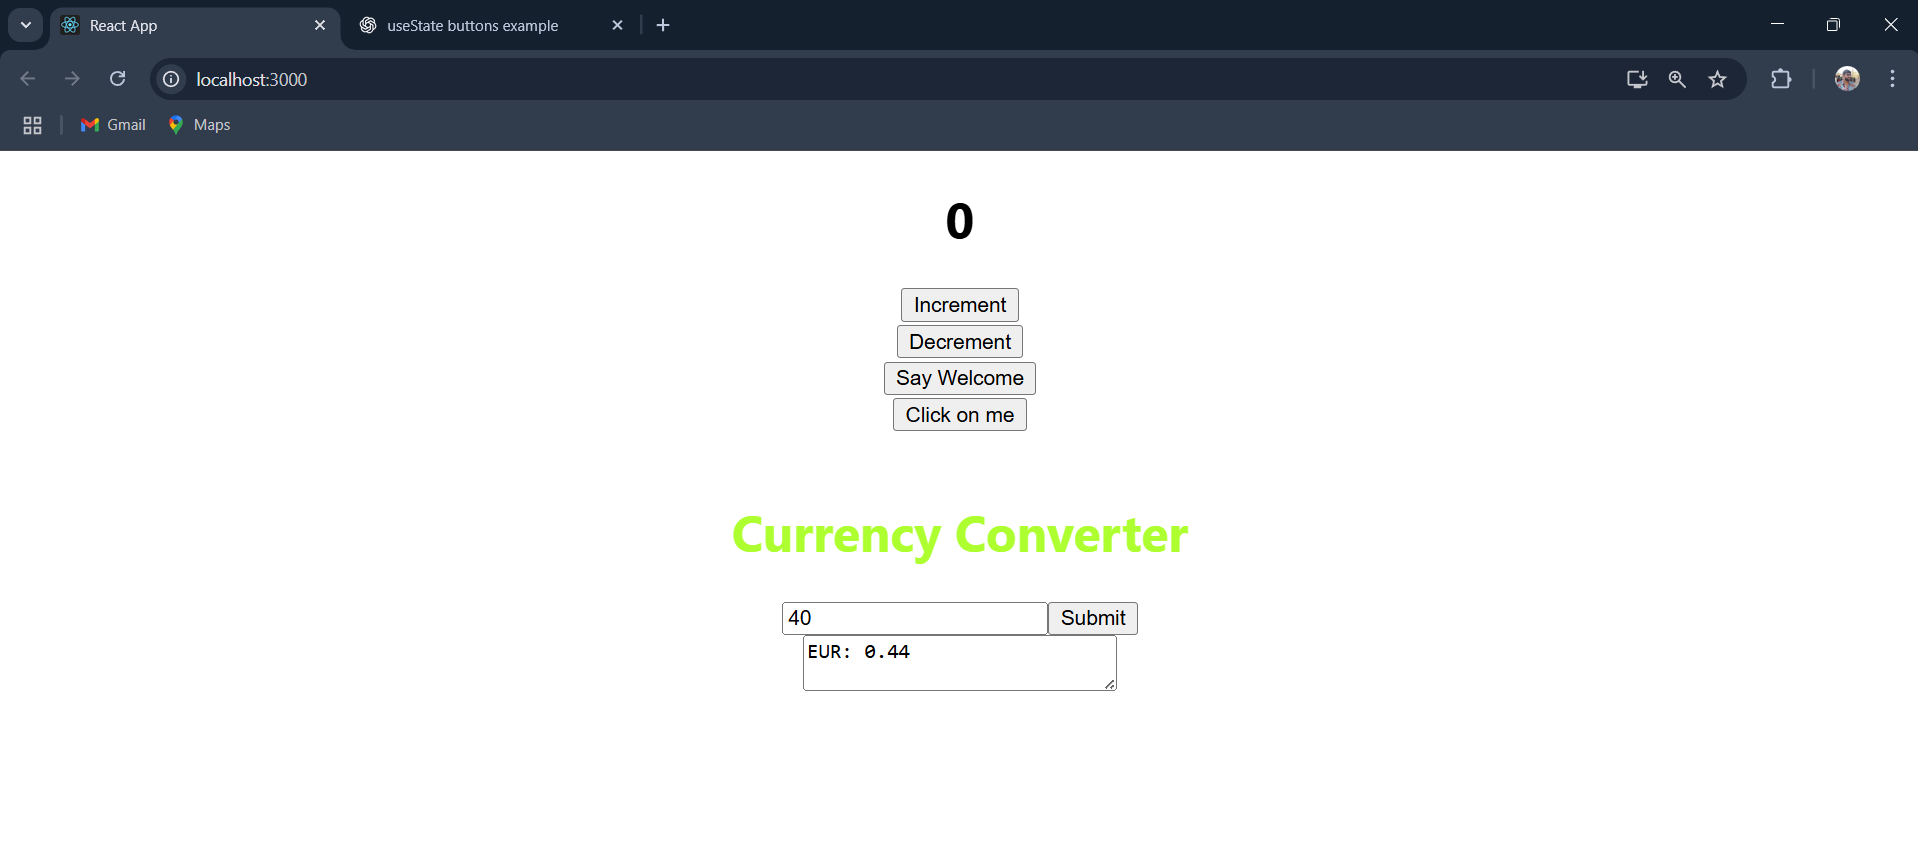 React App
useState buttons example
localhost:3000
Gmail
Maps
0
Increment
Decrement
Say Welcome
Click on me
Currency Converter
40 Submit
EUR: 0.44